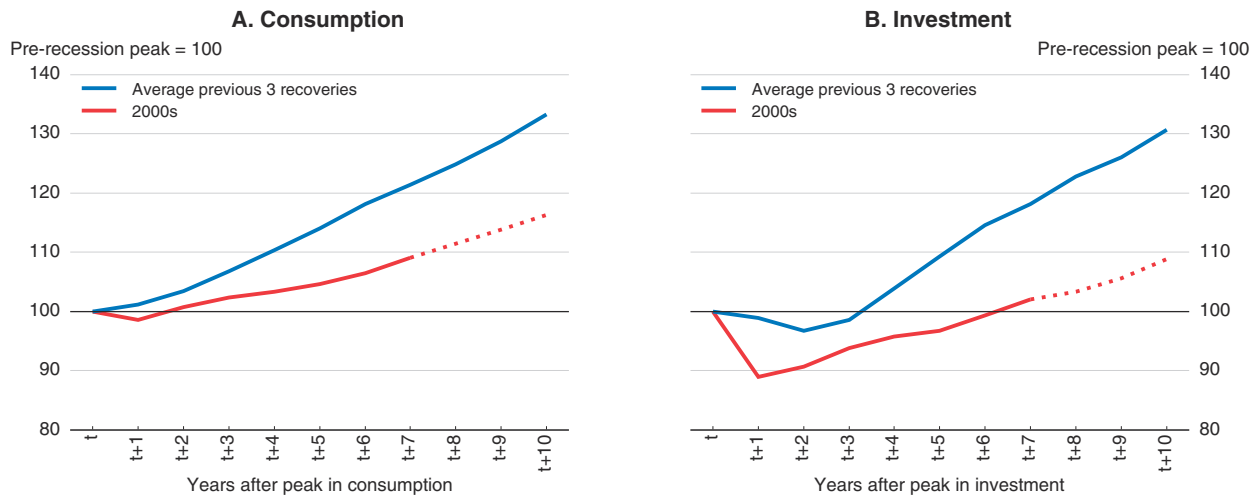 A. Consumption
Pre-recession peak = 100
140
130
120
110
100
90
80
Average previous 3 recoveries
2000s
t
t+1
t+2
t+3
t+4
t+5
t+6
t+7
t+8
t+9
t+10
Years after peak in consumption
B. Investment
Pre-recession peak = 100
Average previous 3 recoveries
2000s
140
130
120
110
100
90
80
t
t+1
t+2
t+3
t+4
t+5
t+6
t+7
t+8
t+9
t+10
Years after peak in investment